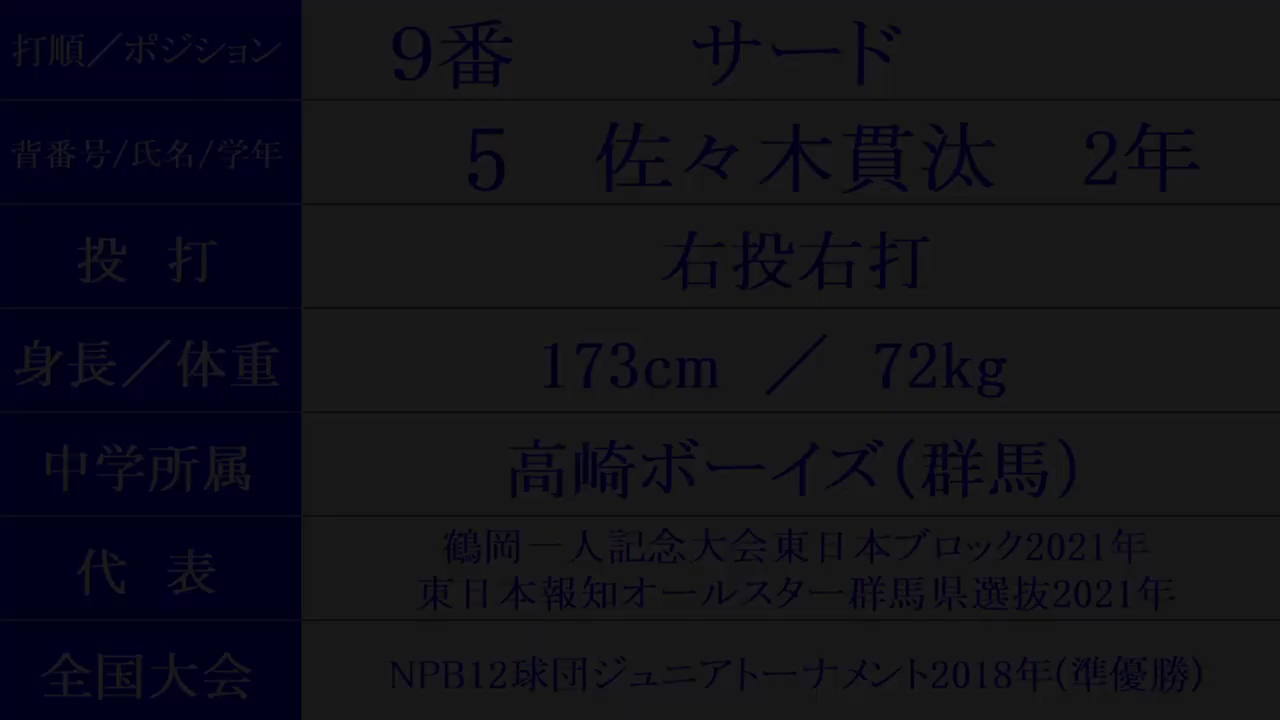 打順／ポジション 9番 サード
背番号/氏名/学年 5 佐々木貫汰 2年
投 打 右投右打
身長／体重 173cm ／ 72kg
中学所属 高崎ボーイズ(群馬)
代 表 鶴岡一人記念大会東日本ブロック2021年
東日本報知オールスター群馬県選抜2021年
全国大会 NPB12球団ジュニアトーナメント2018年(準優勝)